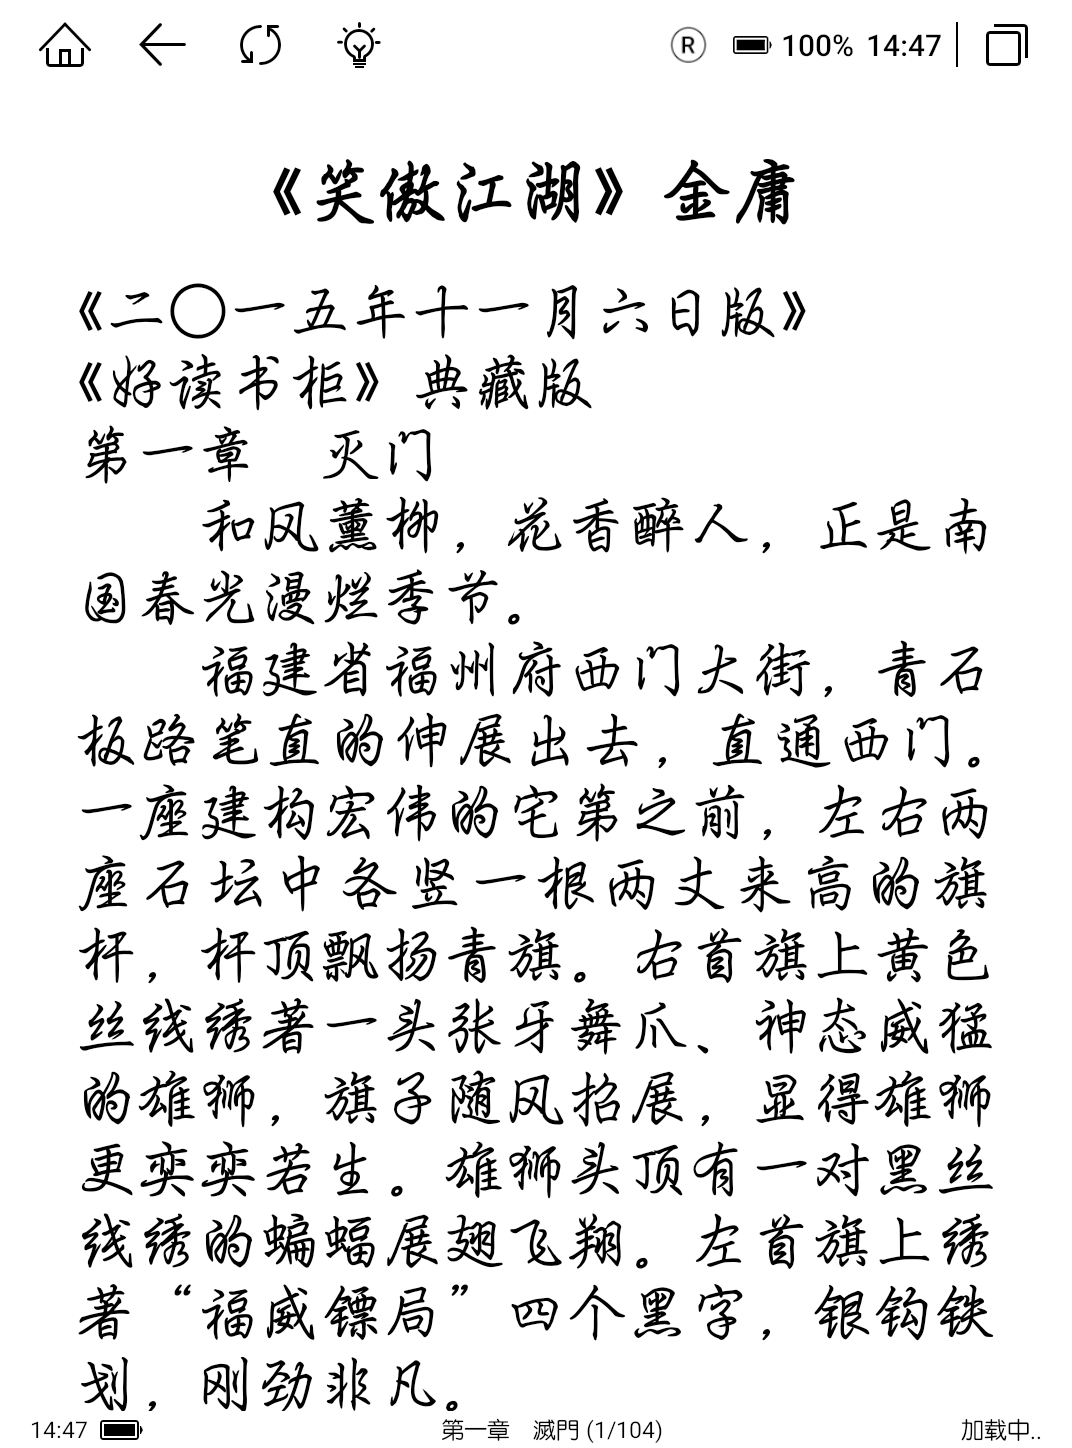 R 100% 14:47
《笑傲江湖》金庸
《二〇一五年十一月六日版》
《好读书柜》典藏版
第一章　灭门
和风薰柳，花香醉人，正是南
国春光漫烂季节。
福建省福州府西门大街，青石
板路笔直的伸展出去，直通西门。
一座建构宏伟的宅第之前，左右两
座石坛中各竖一根两丈来高的旗
杆，杆顶飘扬青旗。右首旗上黄色
丝线绣著一头张牙舞爪、神态威猛
的雄狮，旗子随风招展，显得雄狮
更奕奕若生。雄狮头顶有一对黑丝
线绣的蝙蝠展翅飞翔。左首旗上绣
著“福威镖局”四个黑字，银钩铁
划，刚劲非凡。
14:47 第一章　滅門 (1/104) 加载中..